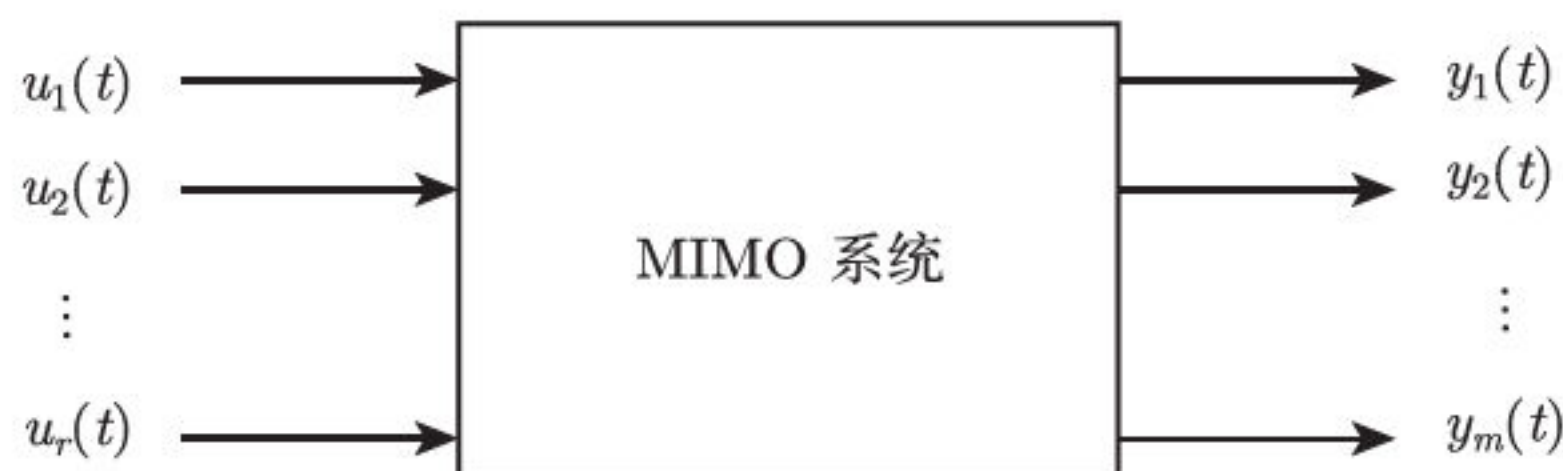 u₁(t) y₁(t)
u₂(t) y₂(t)
MIMO 系统
⋮ ⋮
uᵣ(t) yₘ(t)